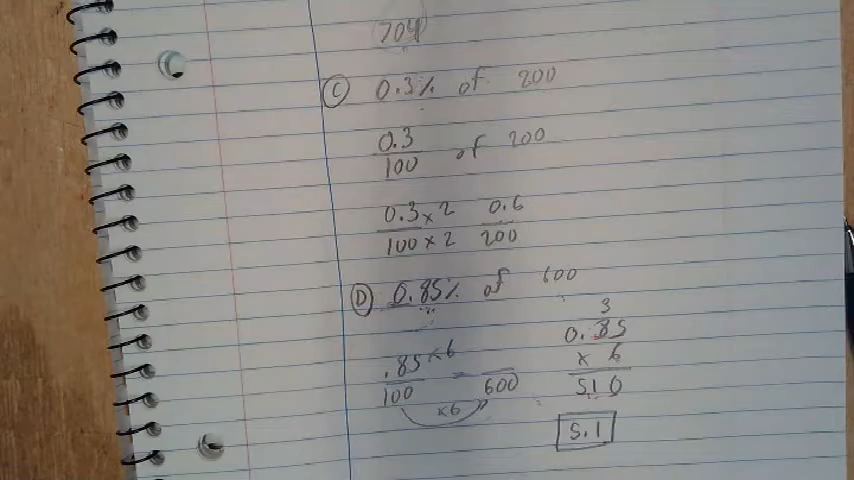 704
C 0.3% of 200
0.3/100 of 200
0.3 × 2 / 100 × 2 0.6/200
D 0.85% of 600
.85 × 6 / 100 = —/600
×6
3
0.85
× 6
510
5.1